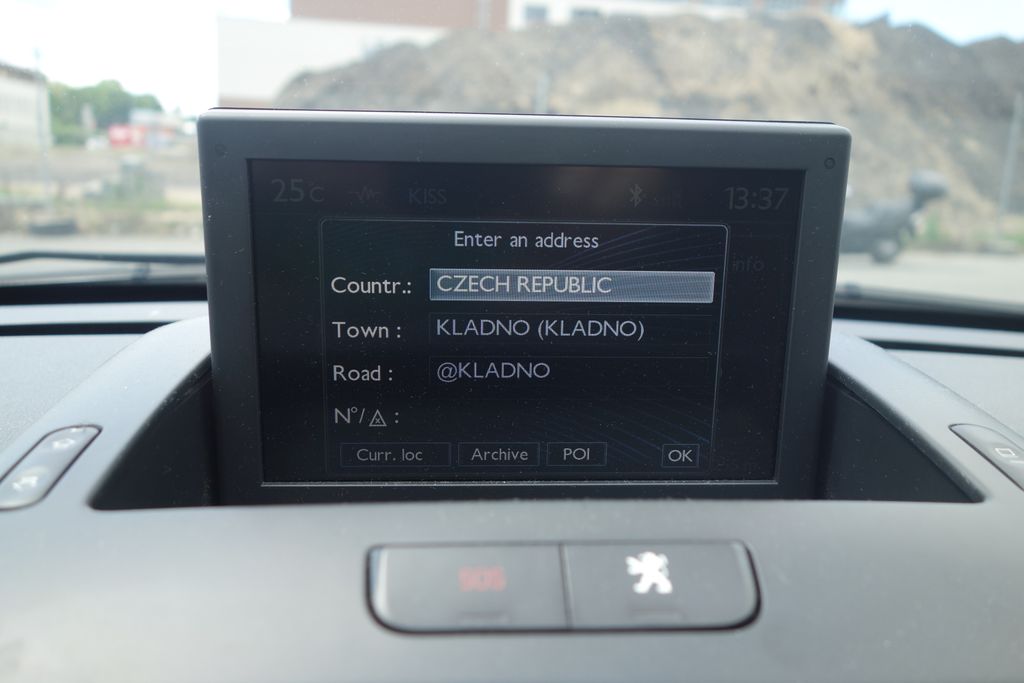 25°C KISS 13:37
Enter an address
info
Countr.: CZECH REPUBLIC
Town : KLADNO (KLADNO)
Road : @KLADNO
N°/ :
Curr. loc Archive POI OK
SOS